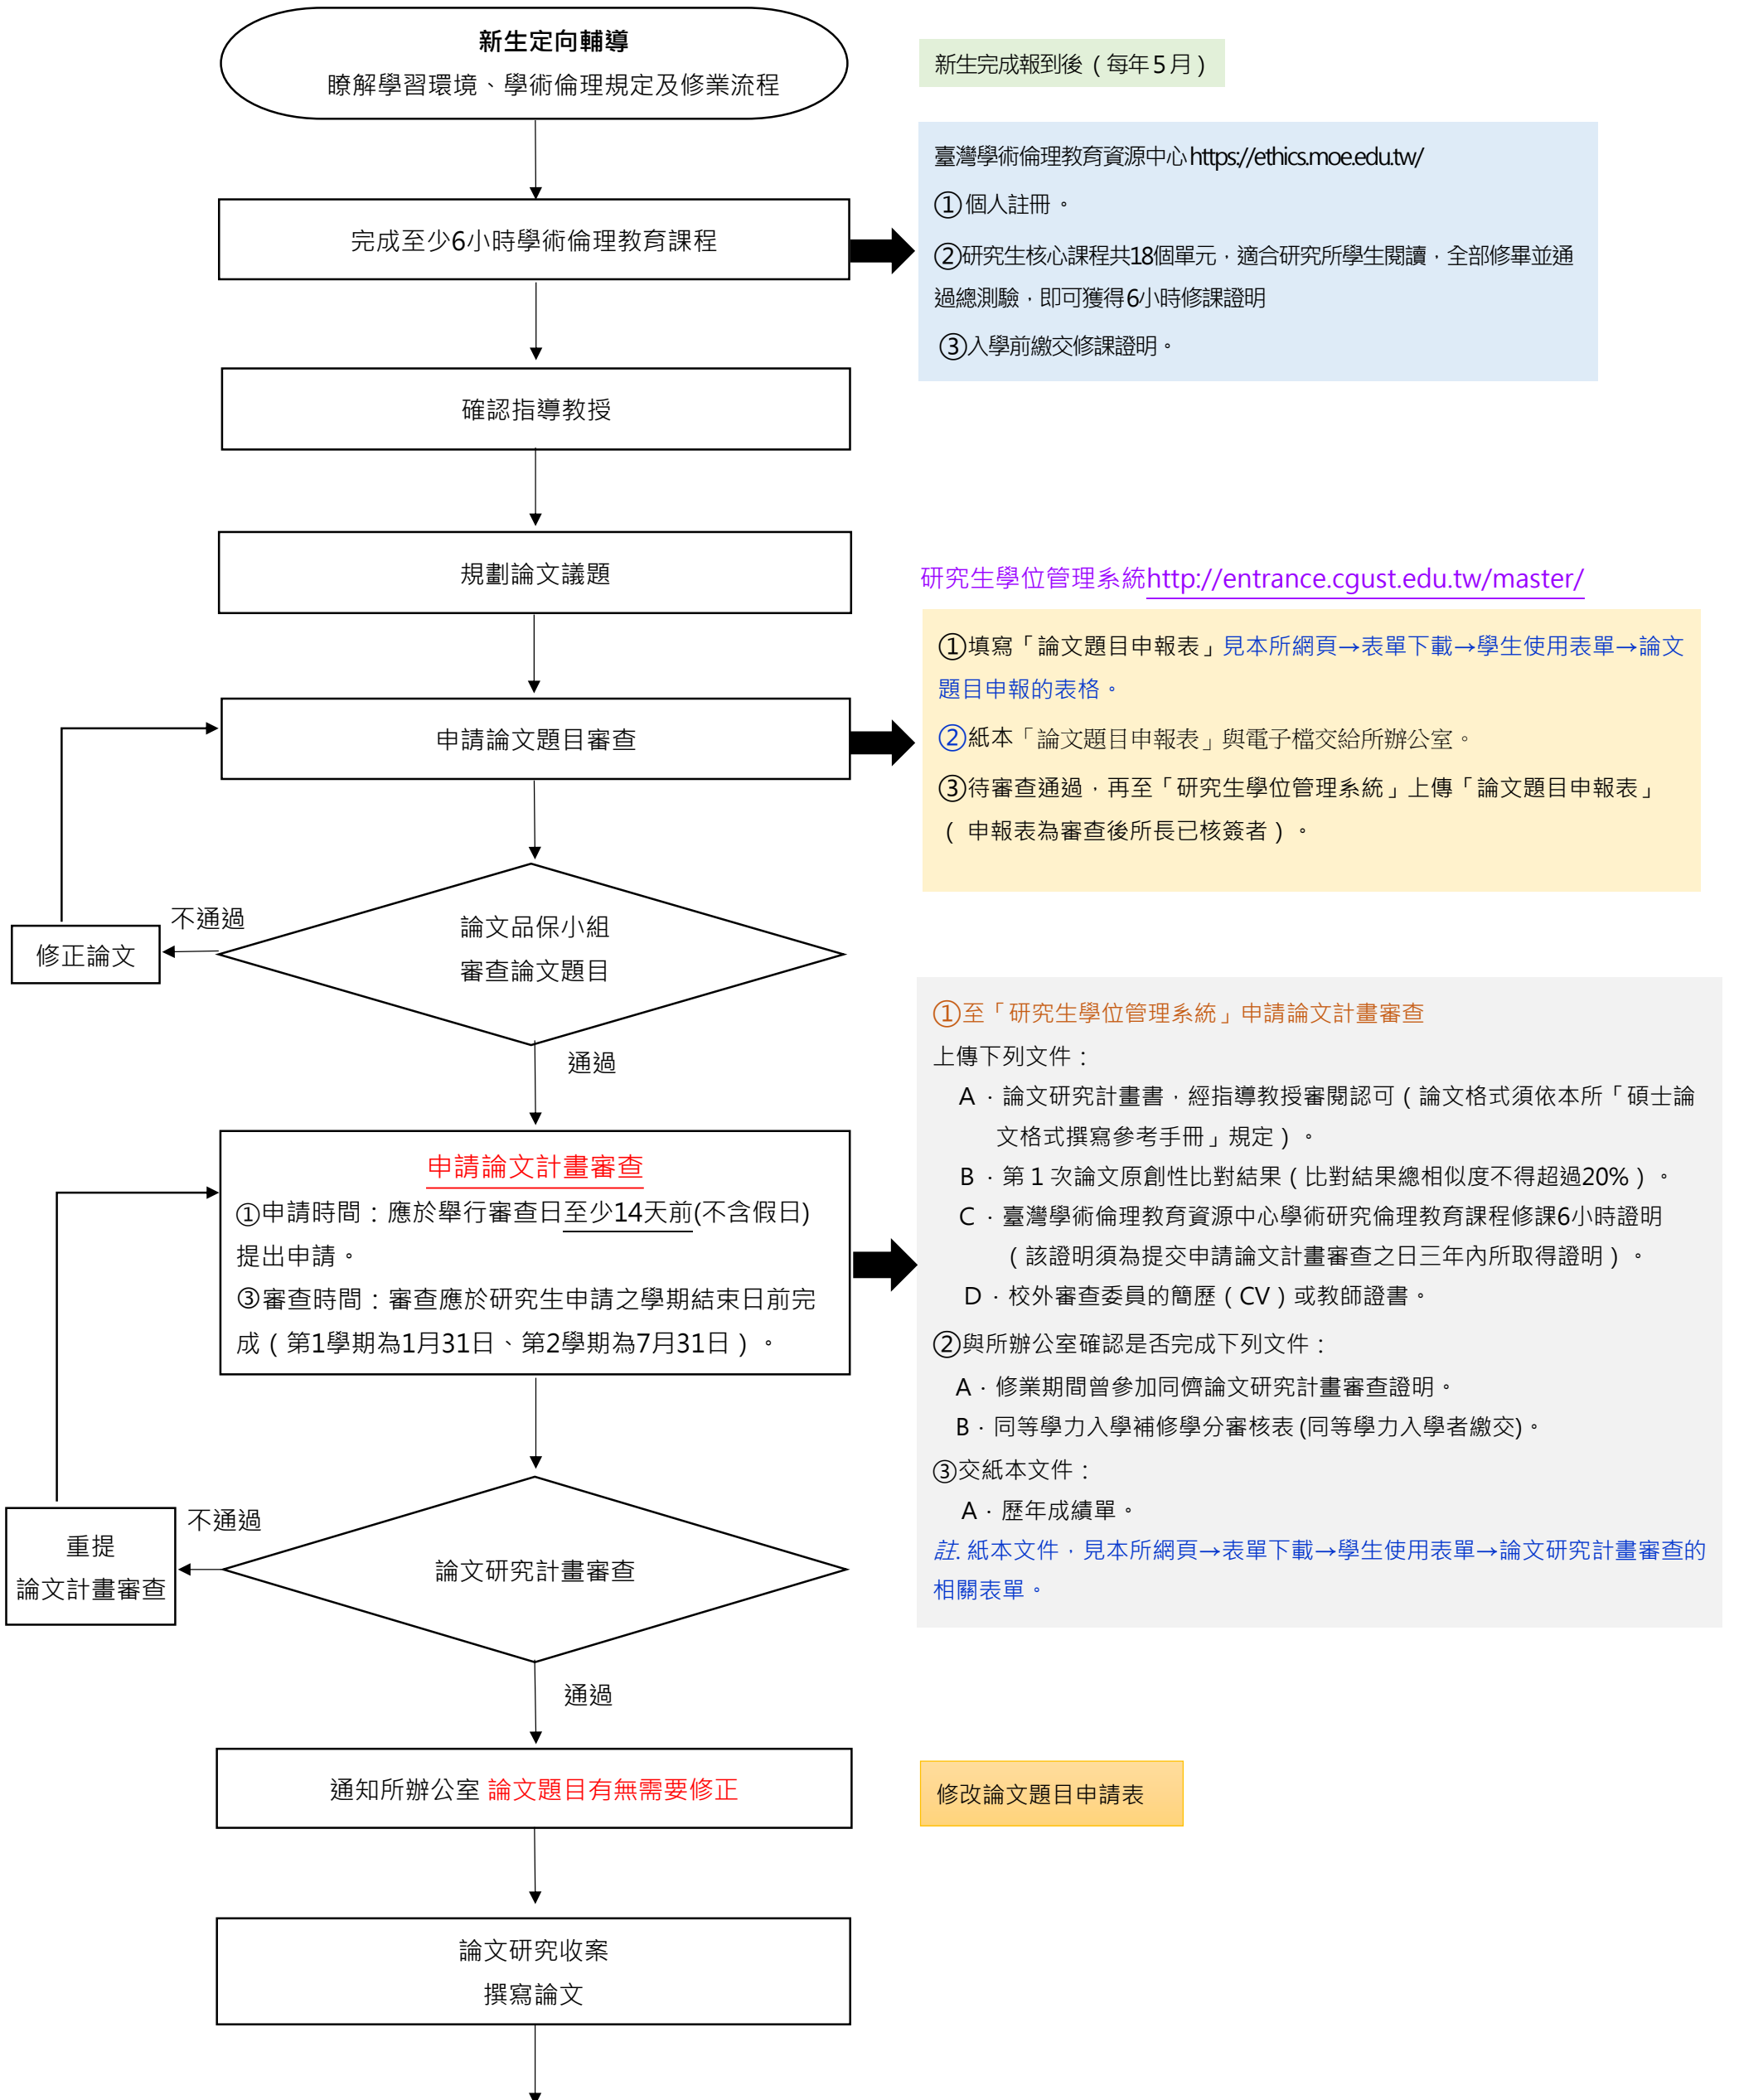 新生定向輔導
瞭解學習環境、學術倫理規定及修業流程
新生完成報到後（每年5月）
完成至少6小時學術倫理教育課程
臺灣學術倫理教育資源中心https://ethics.moe.edu.tw/
①個人註冊。
②研究生核心課程共18個單元，適合研究所學生閱讀，全部修畢並通
過總測驗，即可獲得6小時修課證明
③入學前繳交修課證明。
確認指導教授
規劃論文議題
研究生學位管理系統http://entrance.cgust.edu.tw/master/
申請論文題目審查
①填寫「論文題目申報表」見本所網頁→表單下載→學生使用表單→論文
題目申報的表格。
②紙本「論文題目申報表」與電子檔交給所辦公室。
③待審查通過，再至「研究生學位管理系統」上傳「論文題目申報表」
（ 申報表為審查後所長已核簽者）。
論文品保小組
審查論文題目
不通過
修正論文
通過
申請論文計畫審查
①申請時間：應於舉行審查日至少14天前(不含假日)
提出申請。
③審查時間：審查應於研究生申請之學期結束日前完
成（第1學期為1月31日、第2學期為7月31日）。
①至「研究生學位管理系統」申請論文計畫審查
上傳下列文件：
A．論文研究計畫書，經指導教授審閱認可（論文格式須依本所「碩士論
文格式撰寫參考手冊」規定）。
B．第1次論文原創性比對結果（比對結果總相似度不得超過20%）。
C．臺灣學術倫理教育資源中心學術研究倫理教育課程修課6小時證明
（該證明須為提交申請論文計畫審查之日三年內所取得證明）。
D．校外審查委員的簡歷（CV）或教師證書。
②與所辦公室確認是否完成下列文件：
A．修業期間曾參加同儕論文研究計畫審查證明。
B．同等學力入學補修學分審核表(同等學力入學者繳交)。
③交紙本文件：
A．歷年成績單。
註. 紙本文件，見本所網頁→表單下載→學生使用表單→論文研究計畫審查的
相關表單。
論文研究計畫審查
不通過
重提
論文計畫審查
通過
通知所辦公室 論文題目有無需要修正
修改論文題目申請表
論文研究收案
撰寫論文